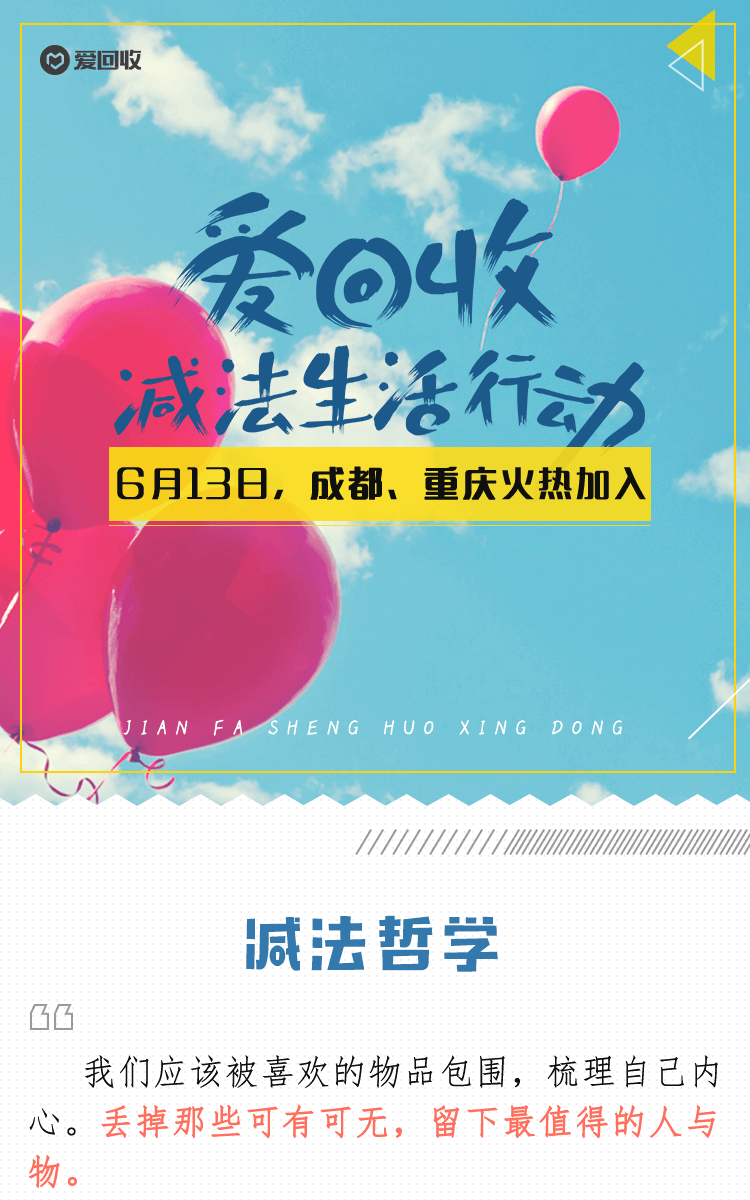 爱回收
爱回收
减法生活行动
6月13日，成都、重庆火热加入
JIAN FA SHENG HUO XING DONG
减法哲学
我们应该被喜欢的物品包围，梳理自己内
心。丢掉那些可有可无，留下最值得的人与
物。